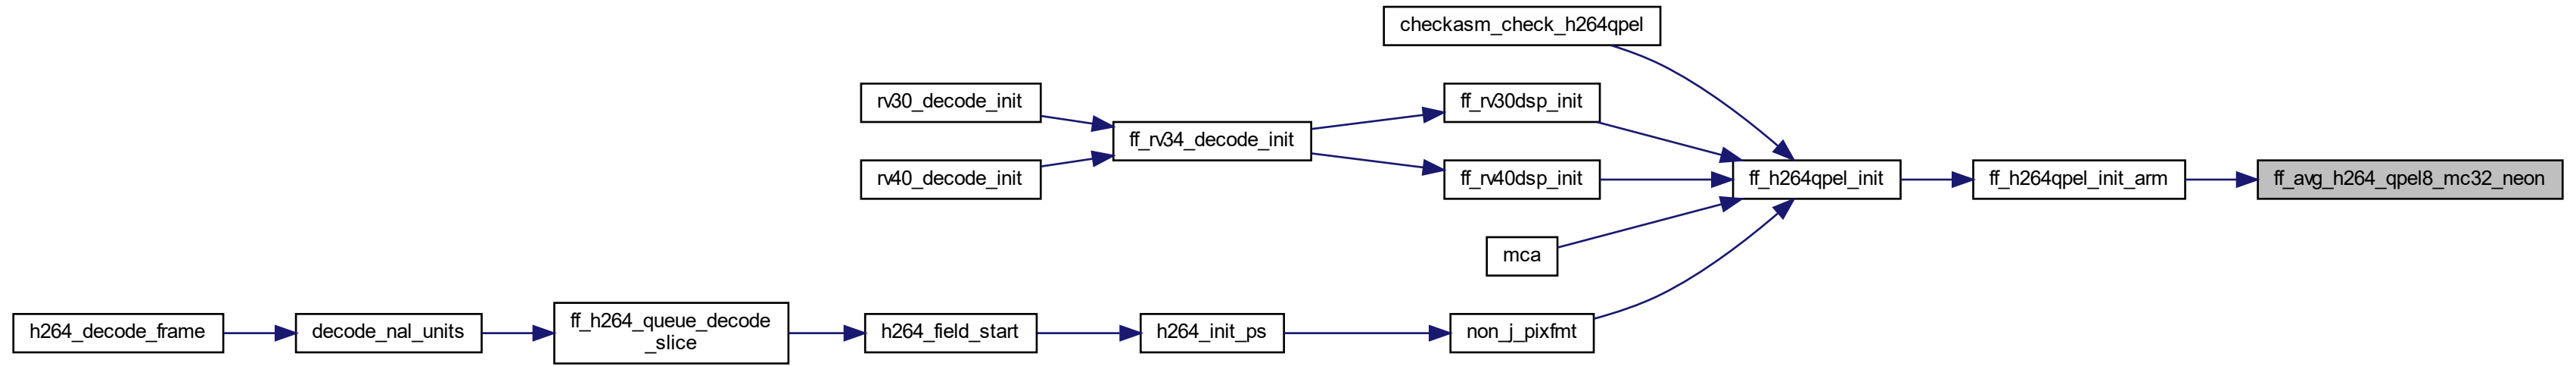 checkasm_check_h264qpel
rv30_decode_init
ff_rv30dsp_init
ff_rv34_decode_init
rv40_decode_init
ff_rv40dsp_init
ff_h264qpel_init
ff_h264qpel_init_arm
ff_avg_h264_qpel8_mc32_neon
mca
h264_decode_frame
decode_nal_units
ff_h264_queue_decode
_slice
h264_field_start
h264_init_ps
non_j_pixfmt